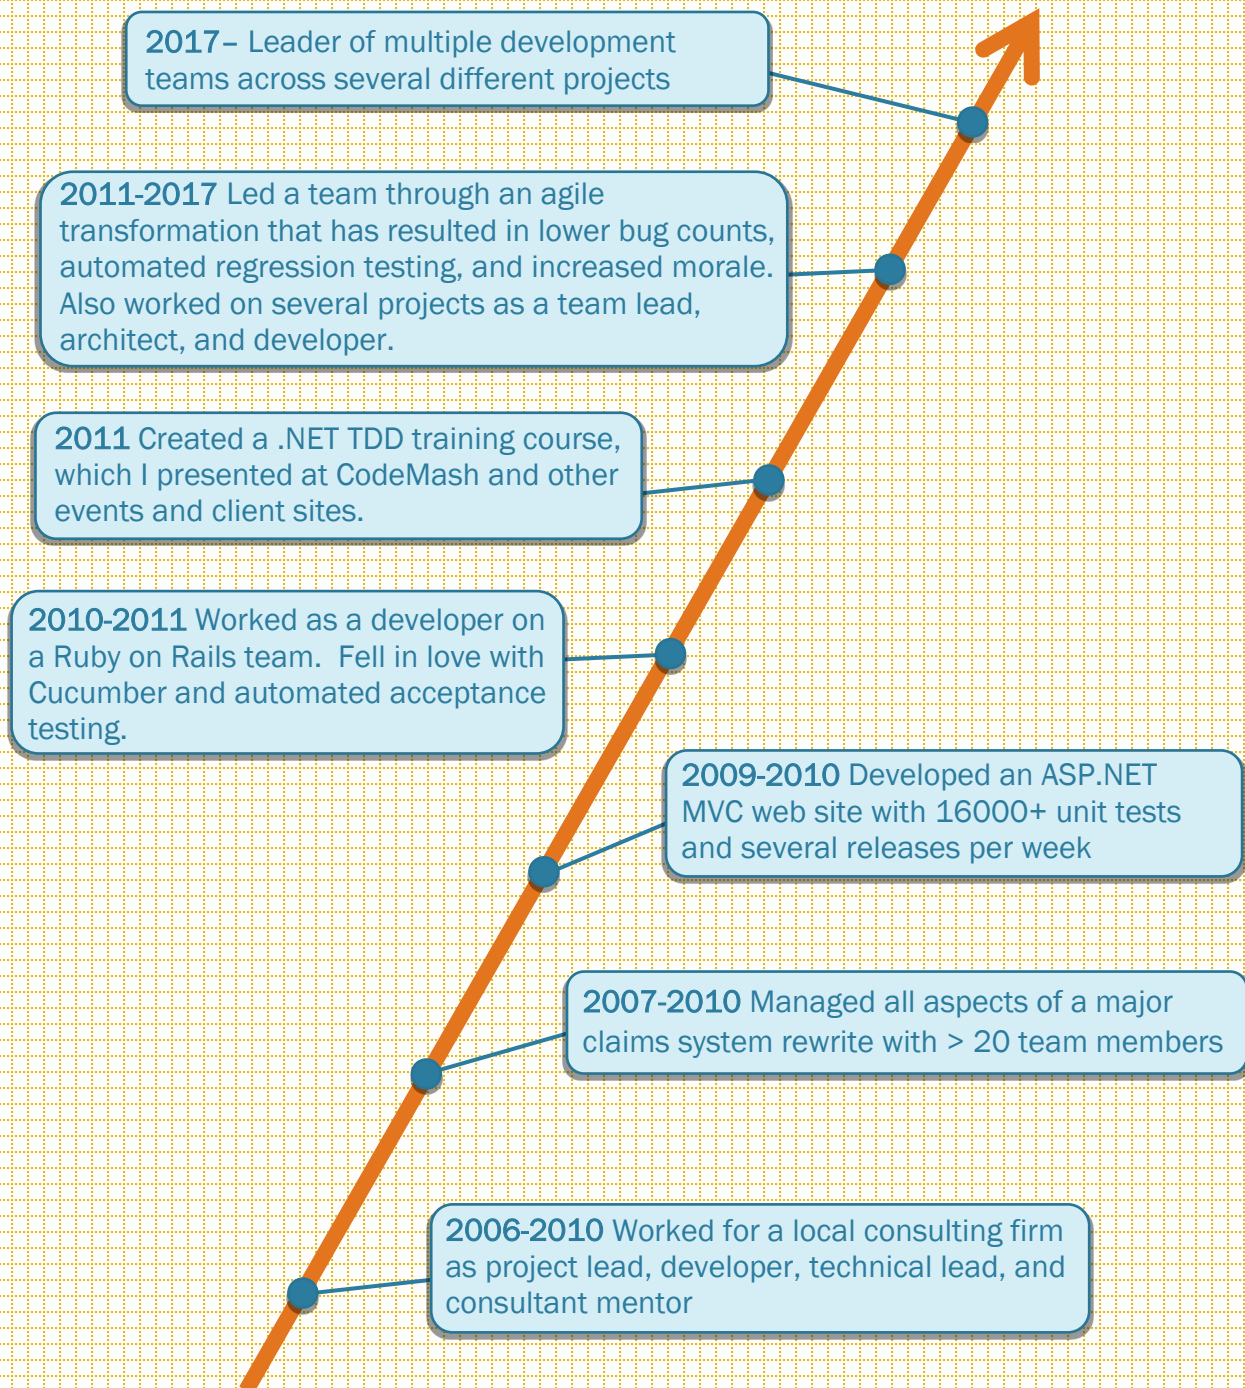 2017– Leader of multiple development
teams across several different projects
2011-2017 Led a team through an agile
transformation that has resulted in lower bug counts,
automated regression testing, and increased morale.
Also worked on several projects as a team lead,
architect, and developer.
2011 Created a .NET TDD training course,
which I presented at CodeMash and other
events and client sites.
2010-2011 Worked as a developer on
a Ruby on Rails team.  Fell in love with
Cucumber and automated acceptance
testing.
2009-2010 Developed an ASP.NET
MVC web site with 16000+ unit tests
and several releases per week
2007-2010 Managed all aspects of a major
claims system rewrite with > 20 team members
2006-2010 Worked for a local consulting firm
as project lead, developer, technical lead, and
consultant mentor